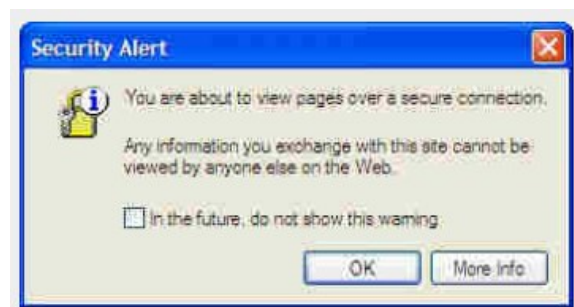 Security Alert
You are about to view pages over a secure connection.
Any information you exchange with this site cannot be
viewed by anyone else on the Web.
In the future, do not show this warning
OK
More Info